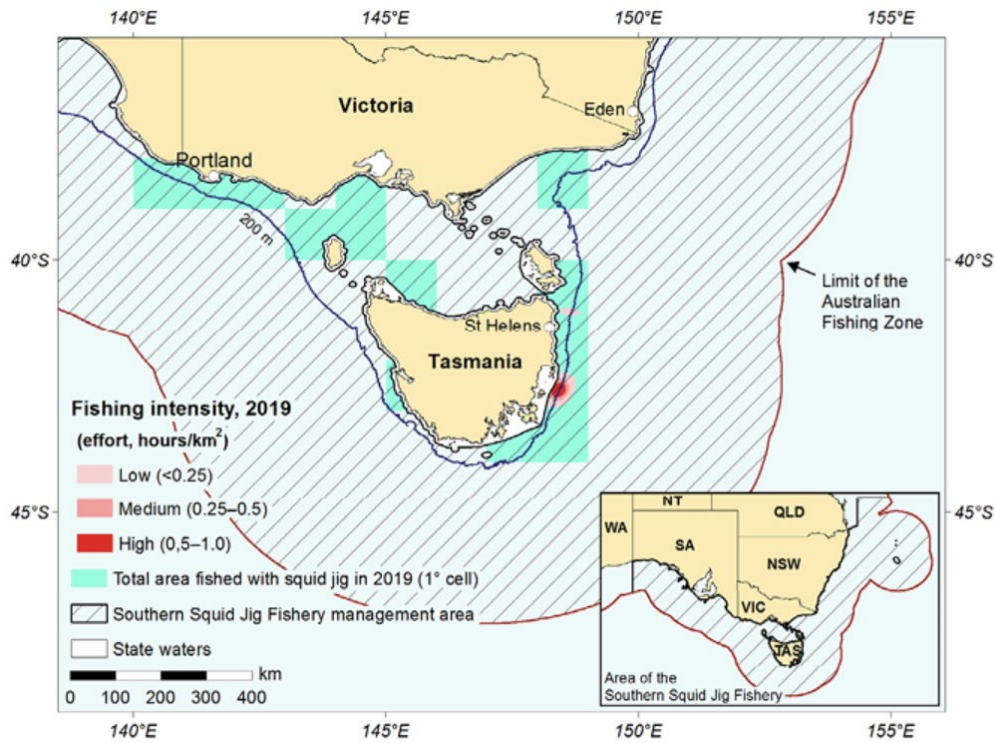 140°E 145°E 150°E 155°E
Victoria
Eden
Portland
200 m
40°S 40°S
Limit of the
Australian
Fishing Zone
St Helens
Tasmania
Fishing intensity, 2019
(effort, hours/km²)
Low (<0.25)
Medium (0.25–0.5)
High (0,5–1.0)
Total area fished with squid jig in 2019 (1° cell)
Southern Squid Jig Fishery management area
State waters
km
0 100 200 300 400
45°S 45°S
NT
QLD
WA
SA
NSW
VIC
TAS
Area of the
Southern Squid Jig Fishery
140°E 145°E 150°E 155°E